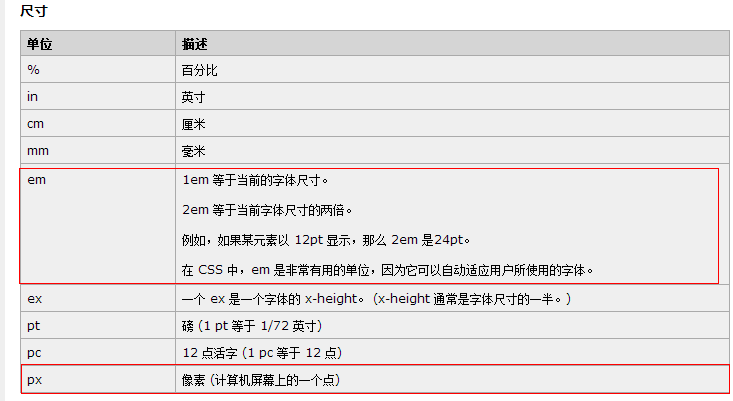 尺寸
单位 描述
% 百分比
in 英寸
cm 厘米
mm 毫米
em 1em 等于当前的字体尺寸。
2em 等于当前字体尺寸的两倍。
例如，如果某元素以 12pt 显示，那么 2em 是24pt。
在 CSS 中，em 是非常有用的单位，因为它可以自动适应用户所使用的字体。
ex 一个 ex 是一个字体的 x-height。 (x-height 通常是字体尺寸的一半。)
pt 磅 (1 pt 等于 1/72 英寸)
pc 12 点活字 (1 pc 等于 12 点)
px 像素 (计算机屏幕上的一个点)